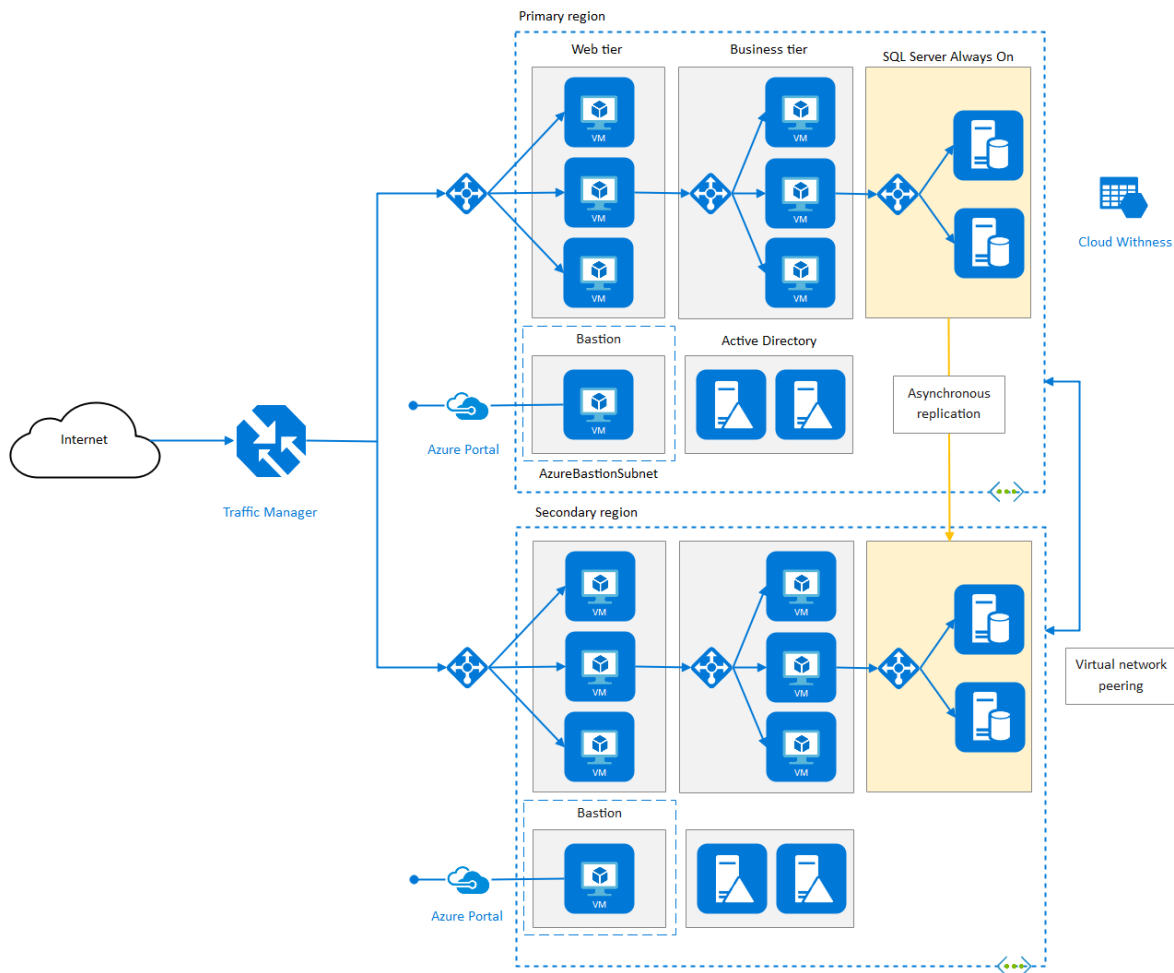 Primary region
Web tier
Business tier
SQL Server Always On
VM
VM
VM
VM
VM
VM
Cloud Withness
Bastion
VM
AzureBastionSubnet
Active Directory
Asynchronous
replication
Azure Portal
Internet
Traffic Manager
Secondary region
VM
VM
VM
VM
VM
VM
Virtual network
peering
Bastion
VM
Azure Portal